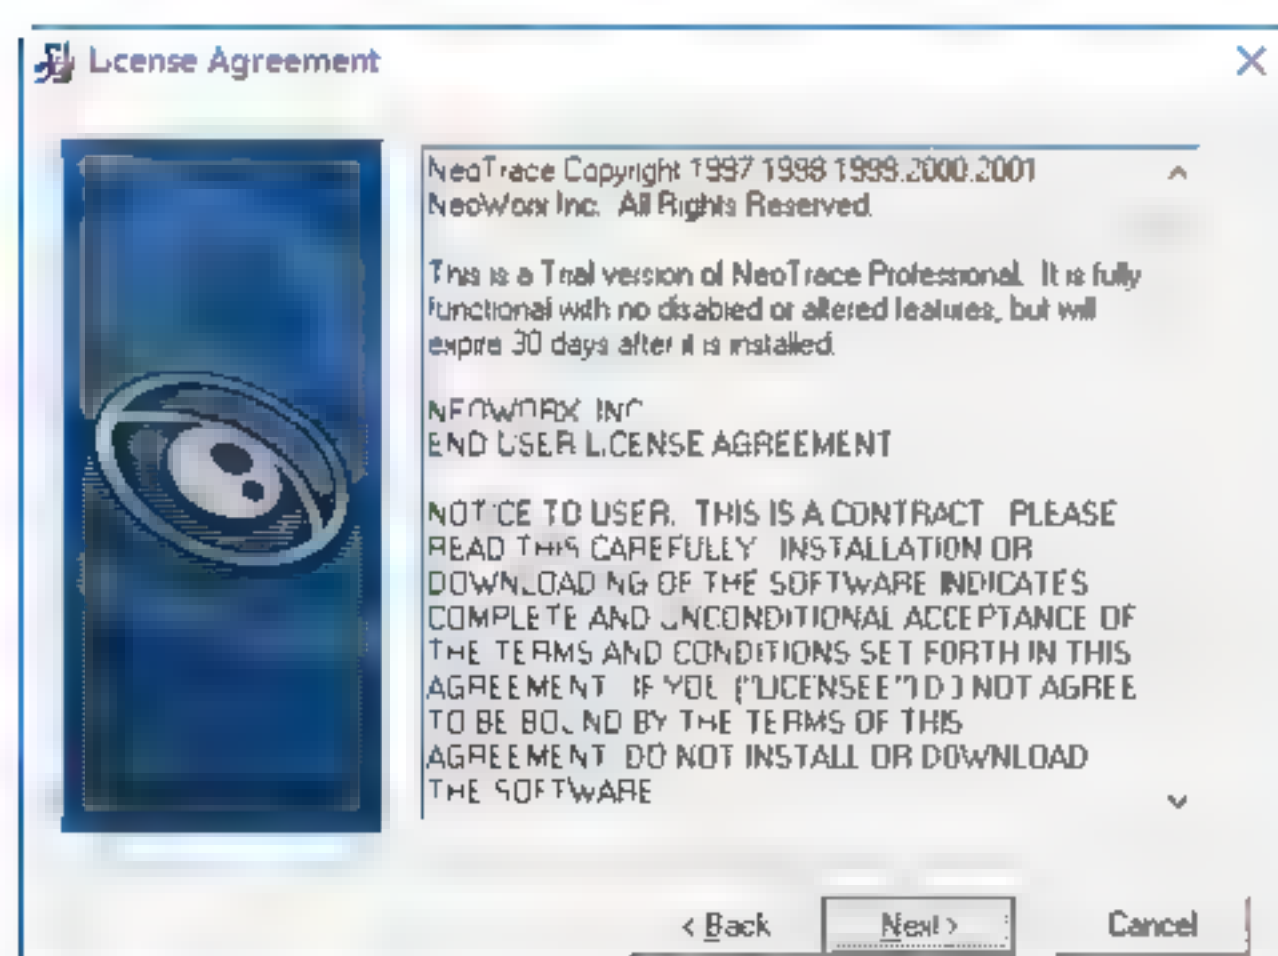 License Agreement
NeoTrace Copyright 1997 1998 1999.2000.2001
NeoWorx Inc. All Rights Reserved.
This is a Trial version of NeoTrace Professional. It is fully
functional with no disabled or altered features, but will
expire 30 days after it is installed.
NEOWORX INC
END USER LICENSE AGREEMENT
NOTICE TO USER. THIS IS A CONTRACT PLEASE
READ THIS CAREFULLY INSTALLATION OR
DOWNLOADING OF THE SOFTWARE INDICATES
COMPLETE AND UNCONDITIONAL ACCEPTANCE OF
THE TERMS AND CONDITIONS SET FORTH IN THIS
AGREEMENT IF YOU ("LICENSEE") DO NOT AGREE
TO BE BOUND BY THE TERMS OF THIS
AGREEMENT DO NOT INSTALL OR DOWNLOAD
THE SOFTWARE
< Back Next > Cancel